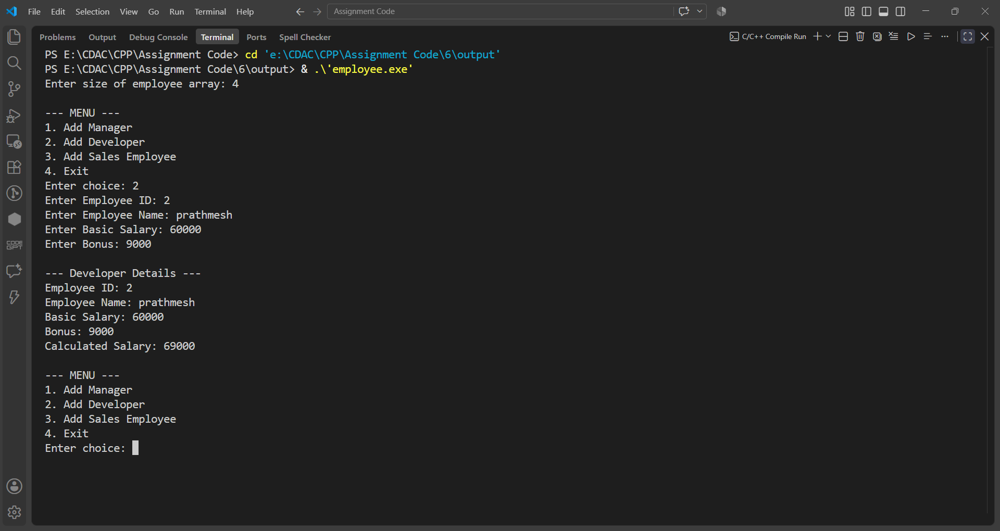 File Edit Selection View Go Run Terminal Help Assignment Code
Problems Output Debug Console Terminal Ports Spell Checker C/C++ Compile Run
PS E:\CDAC\CPP\Assignment Code> cd 'e:\CDAC\CPP\Assignment Code\6\output'
PS E:\CDAC\CPP\Assignment Code\6\output> & .\'employee.exe'
Enter size of employee array: 4
--- MENU ---
1. Add Manager
2. Add Developer
3. Add Sales Employee
4. Exit
Enter choice: 2
Enter Employee ID: 2
Enter Employee Name: prathmesh
Enter Basic Salary: 60000
Enter Bonus: 9000
--- Developer Details ---
Employee ID: 2
Employee Name: prathmesh
Basic Salary: 60000
Bonus: 9000
Calculated Salary: 69000
--- MENU ---
1. Add Manager
2. Add Developer
3. Add Sales Employee
4. Exit
Enter choice:
CODE
GPT